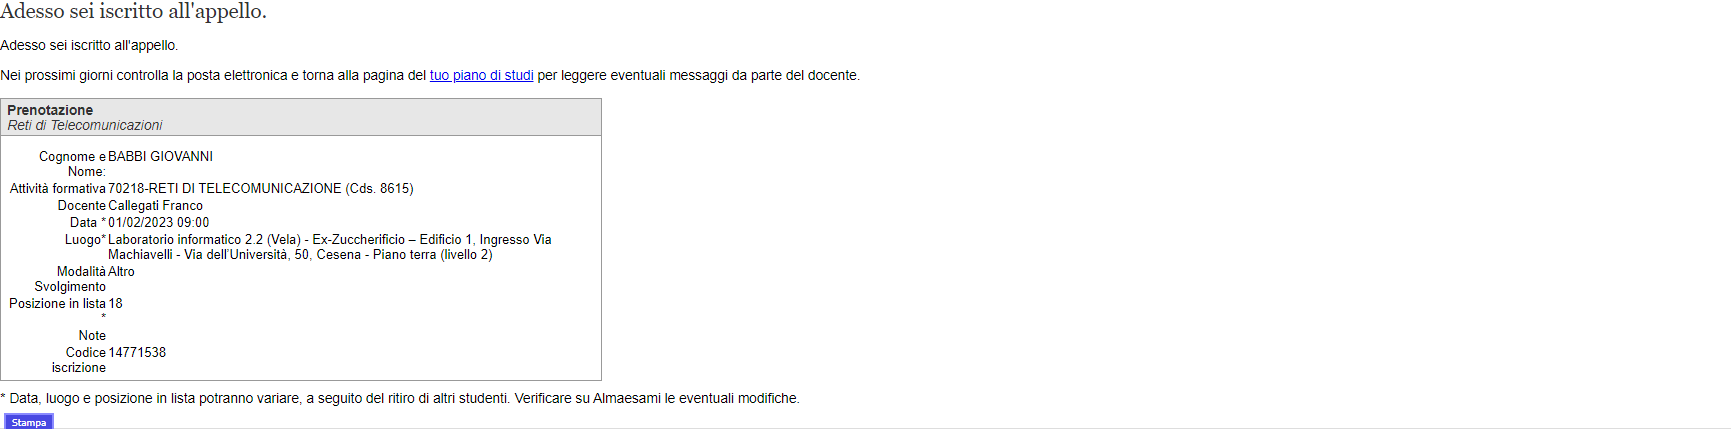 Adesso sei iscritto all'appello.
Adesso sei iscritto all'appello.
Nei prossimi giorni controlla la posta elettronica e torna alla pagina del tuo piano di studi per leggere eventuali messaggi da parte del docente.
Prenotazione
Reti di Telecomunicazioni
Cognome e BABBI GIOVANNI
Nome:
Attività formativa 70218-RETI DI TELECOMUNICAZIONE (Cds. 8615)
Docente Callegati Franco
Data * 01/02/2023 09:00
Luogo* Laboratorio informatico 2.2 (Vela) - Ex-Zuccherificio – Edificio 1, Ingresso Via
Machiavelli - Via dell'Università, 50, Cesena - Piano terra (livello 2)
Modalità Altro
Svolgimento
Posizione in lista 18
*
Note
Codice 14771538
iscrizione
* Data, luogo e posizione in lista potranno variare, a seguito del ritiro di altri studenti. Verificare su Almaesami le eventuali modifiche.
Stampa